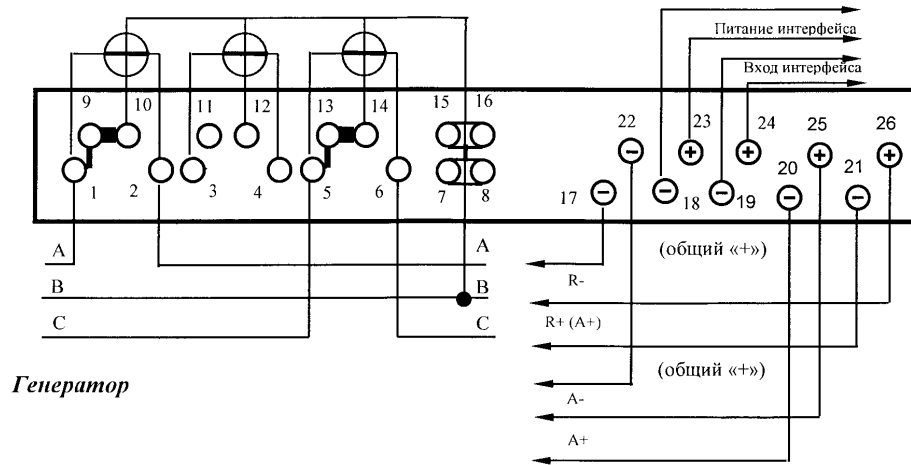 Питание интерфейса
Вход интерфейса
9 10 11 12 13 14 15 16
22 23 24 25 26
1 2 3 4 5 6 7 8
17 18 19 20 21
A A
(общий «+»)
R-
B B
R+ (A+)
C C
(общий «+»)
Генератор
A-
A+